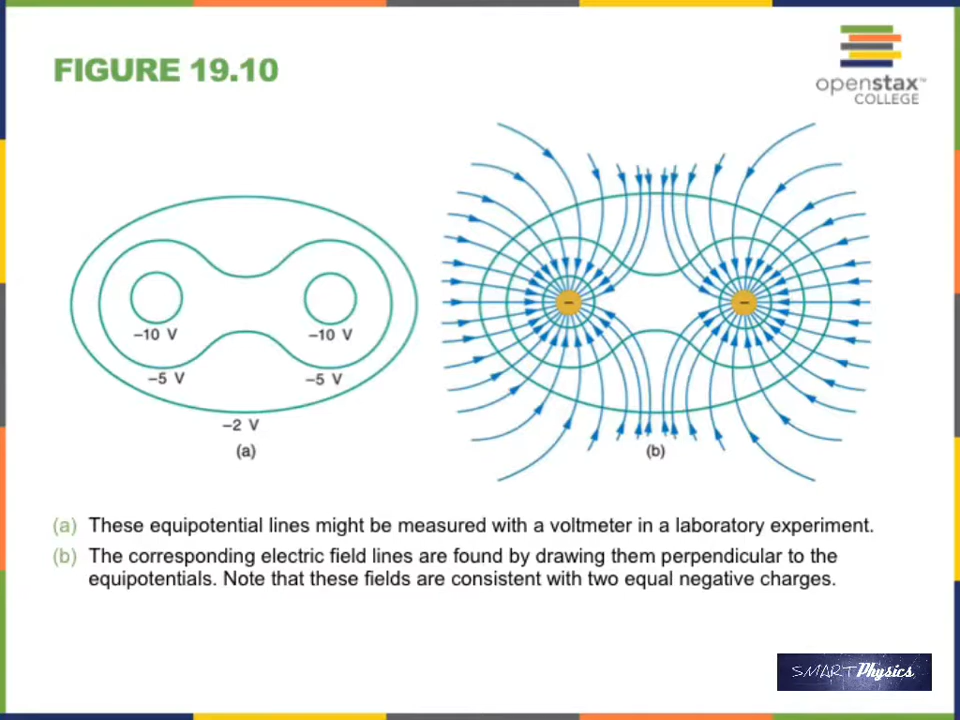 FIGURE 19.10
openstax™
COLLEGE
−10 V
−10 V
−5 V
−5 V
−2 V
(a)
−
−
(b)
(a) These equipotential lines might be measured with a voltmeter in a laboratory experiment.
(b) The corresponding electric field lines are found by drawing them perpendicular to the
equipotentials. Note that these fields are consistent with two equal negative charges.
SMARTPhysics